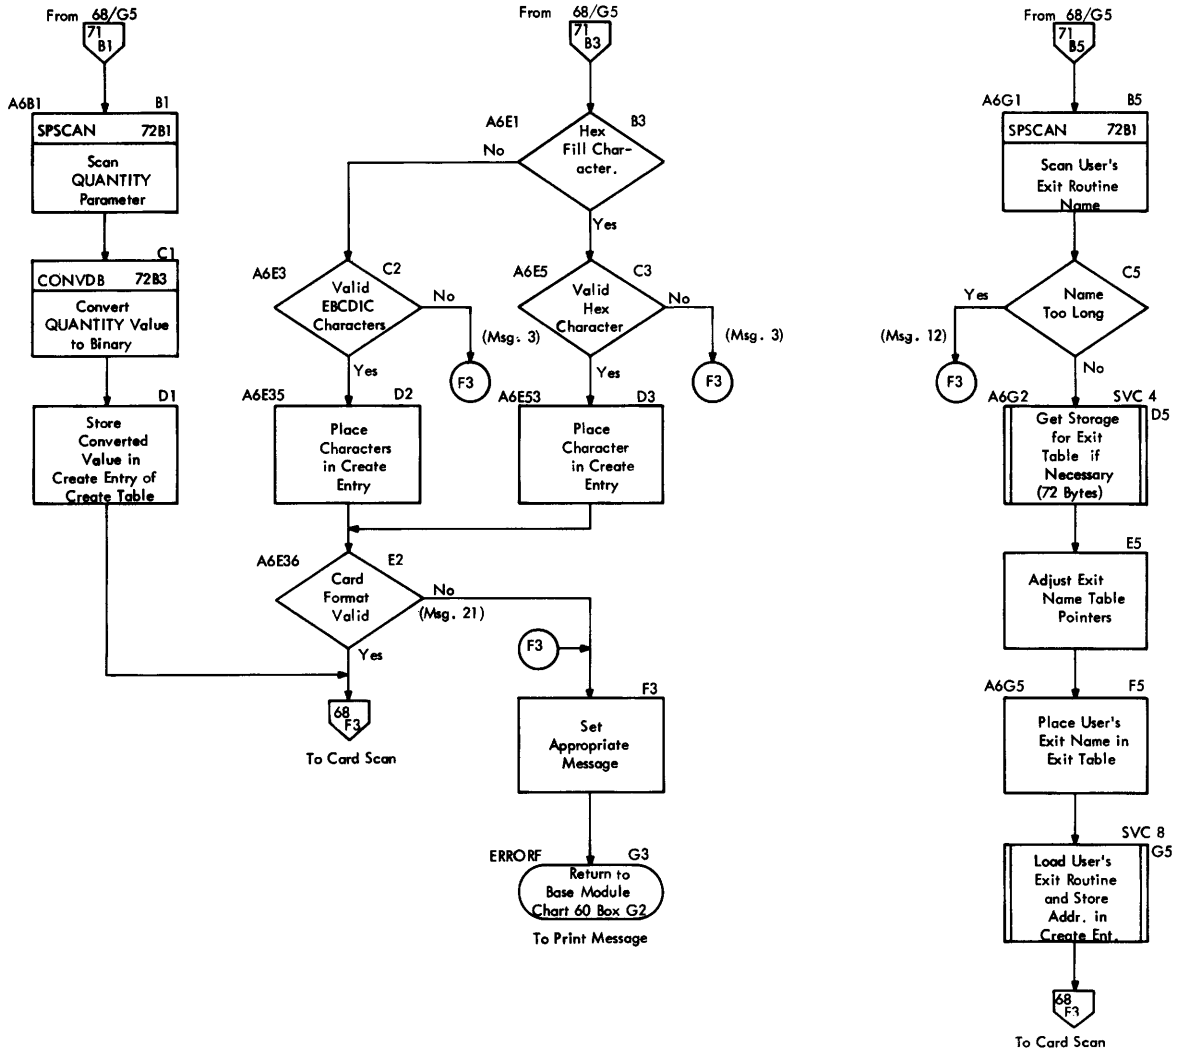 From 68/G5
71
B1
A6B1
B1
SPSCAN 72B1
Scan
QUANTITY
Parameter
C1
CONVDB 72B3
Convert
QUANTITY Value
to Binary
D1
Store
Converted
Value in
Create Entry of
Create Table
From 68/G5
71
B3
A6E1
B3
Hex
Fill Char-
acter.
No
Yes
A6E3
C2
Valid
EBCDIC
Characters
No
(Msg. 3)
F3
Yes
A6E5
C3
Valid
Hex
Character
No
(Msg. 3)
F3
Yes
A6E35
D2
Place
Characters
in Create
Entry
A6E53
D3
Place
Character
in Create
Entry
A6E36
E2
Card
Format
Valid
No
(Msg. 21)
Yes
68
F3
To Card Scan
F3
F3
Set
Appropriate
Message
ERRORF
G3
Return to
Base Module
Chart 60 Box G2
To Print Message
From 68/G5
71
B5
A6G1
B5
SPSCAN 72B1
Scan User's
Exit Routine
Name
C5
Name
Too Long
Yes
(Msg. 12)
F3
No
A6G2
SVC 4
D5
Get Storage
for Exit
Table if
Necessary
(72 Bytes)
E5
Adjust Exit
Name Table
Pointers
A6G5
F5
Place User's
Exit Name in
Exit Table
SVC 8
G5
Load User's
Exit Routine
and Store
Addr. in
Create Ent.
68
F3
To Card Scan